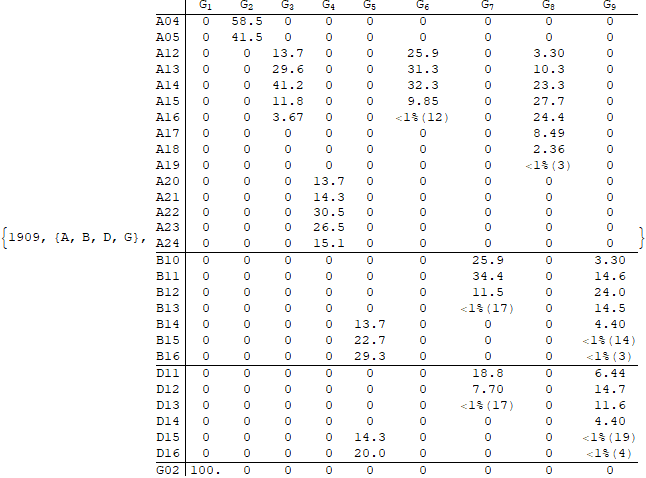 G₁ G₂ G₃ G₄ G₅ G₆ G₇ G₈ G₉
A04 0 58.5 0 0 0 0 0 0 0
A05 0 41.5 0 0 0 0 0 0 0
A12 0 0 13.7 0 0 25.9 0 3.30 0
A13 0 0 29.6 0 0 31.3 0 10.3 0
A14 0 0 41.2 0 0 32.3 0 23.3 0
A15 0 0 11.8 0 0 9.85 0 27.7 0
A16 0 0 3.67 0 0 <1%(12) 0 24.4 0
A17 0 0 0 0 0 0 0 8.49 0
A18 0 0 0 0 0 0 0 2.36 0
A19 0 0 0 0 0 0 0 <1%(3) 0
A20 0 0 0 13.7 0 0 0 0 0
A21 0 0 0 14.3 0 0 0 0 0
A22 0 0 0 30.5 0 0 0 0 0
{1909, {A, B, D, G}, A23 0 0 0 26.5 0 0 0 0 0 }
A24 0 0 0 15.1 0 0 0 0 0
B10 0 0 0 0 0 0 25.9 0 3.30
B11 0 0 0 0 0 0 34.4 0 14.6
B12 0 0 0 0 0 0 11.5 0 24.0
B13 0 0 0 0 0 0 <1%(17) 0 14.5
B14 0 0 0 0 13.7 0 0 0 4.40
B15 0 0 0 0 22.7 0 0 0 <1%(14)
B16 0 0 0 0 29.3 0 0 0 <1%(3)
D11 0 0 0 0 0 0 18.8 0 6.44
D12 0 0 0 0 0 0 7.70 0 14.7
D13 0 0 0 0 0 0 <1%(17) 0 11.6
D14 0 0 0 0 0 0 0 0 4.40
D15 0 0 0 0 14.3 0 0 0 <1%(19)
D16 0 0 0 0 20.0 0 0 0 <1%(4)
G02 100. 0 0 0 0 0 0 0 0